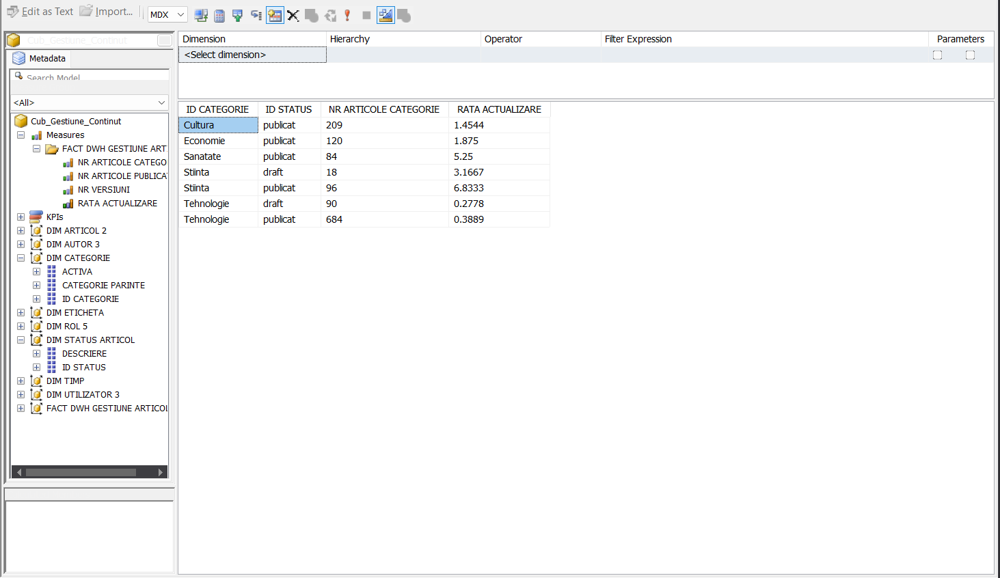 Edit as Text Import... MDX
Cub_Gestiune_Continut
Metadata
Search Model
<All>
Cub_Gestiune_Continut
Measures
FACT DWH GESTIUNE ART
NR ARTICOLE CATEGO
NR ARTICOLE PUBLICA
NR VERSIUNI
RATA ACTUALIZARE
KPIs
DIM ARTICOL 2
DIM AUTOR 3
DIM CATEGORIE
ACTIVA
CATEGORIE PARINTE
ID CATEGORIE
DIM ETICHETA
DIM ROL 5
DIM STATUS ARTICOL
DESCRIERE
ID STATUS
DIM TIMP
DIM UTILIZATOR 3
FACT DWH GESTIUNE ARTICOL
Dimension Hierarchy Operator Filter Expression Parameters
<Select dimension>
ID CATEGORIE ID STATUS NR ARTICOLE CATEGORIE RATA ACTUALIZARE
Cultura publicat 209 1.4544
Economie publicat 120 1.875
Sanatate publicat 84 5.25
Stiinta draft 18 3.1667
Stiinta publicat 96 6.8333
Tehnologie draft 90 0.2778
Tehnologie publicat 684 0.3889